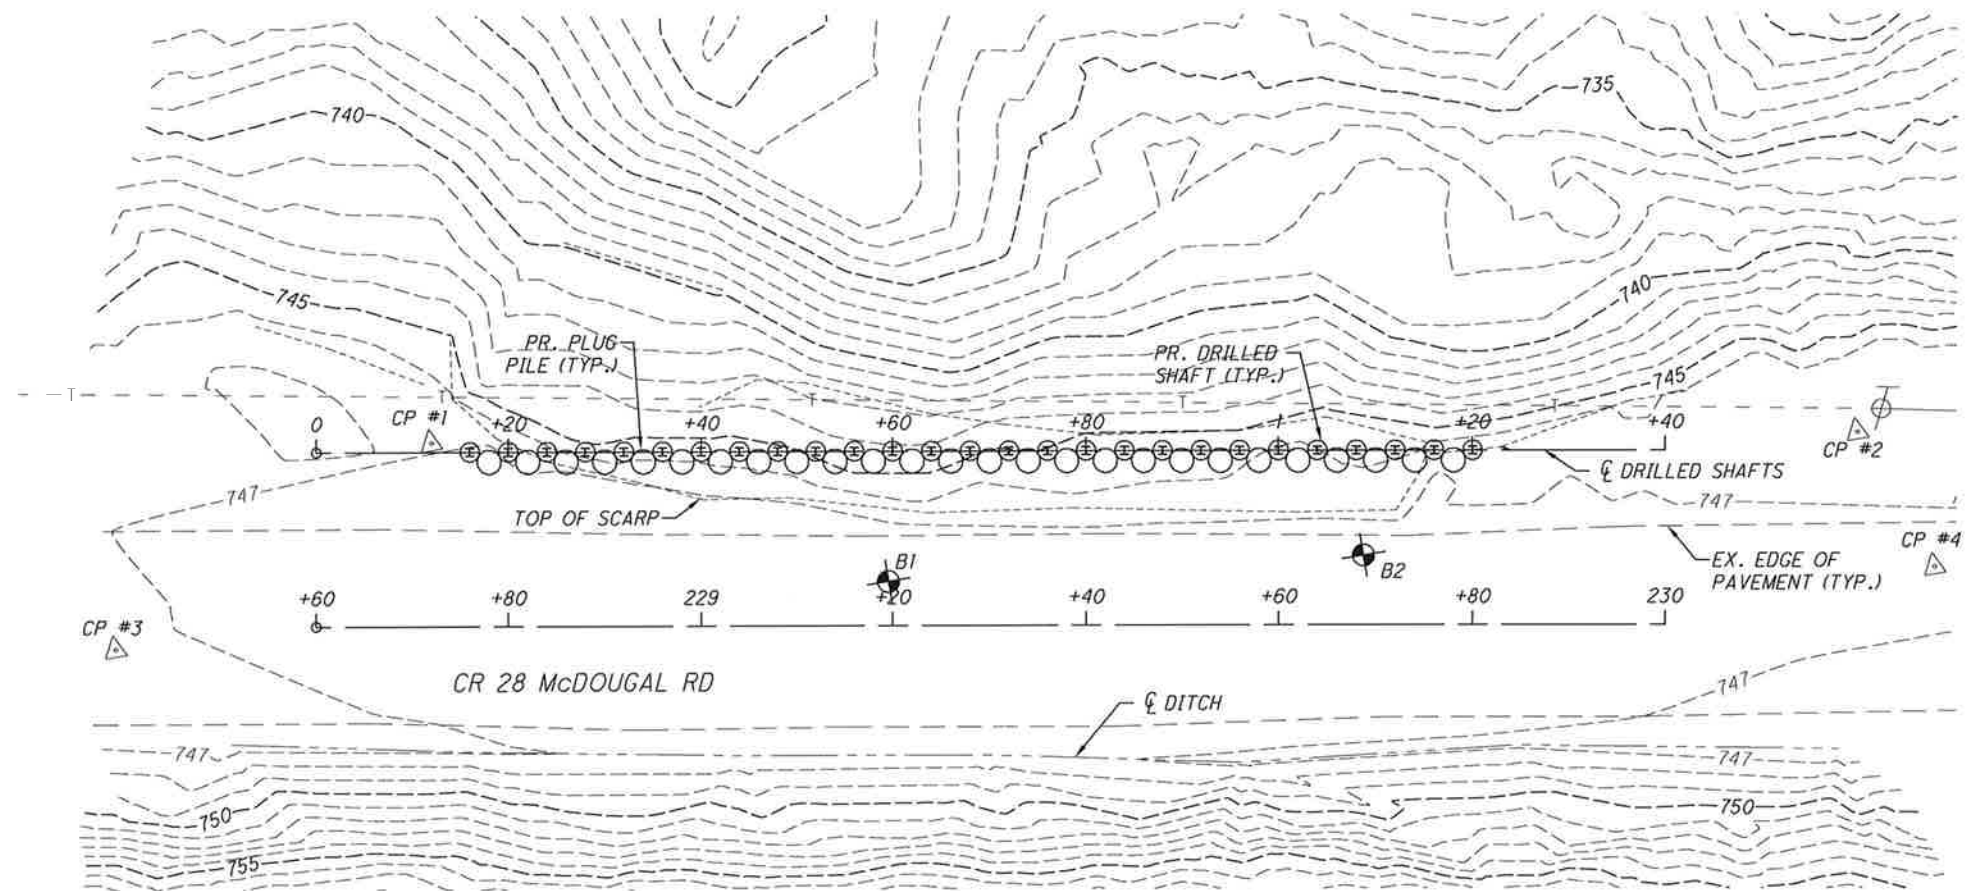 735
740
745
PR. PLUG
PILE (TYP.)
PR. DRILLED
SHAFT (TYP.)
740
745
T
T
T
T
T
CP #1
0
+20
+40
+60
+80
1
+20
+40
CP #2
℄ DRILLED SHAFTS
747
TOP OF SCARP
747
EX. EDGE OF
PAVEMENT (TYP.)
CP #4
B1
B2
+60
+80
229
+20
+40
+60
+80
230
CP #3
CR 28 McDOUGAL RD
747
℄ DITCH
747
747
750
750
755